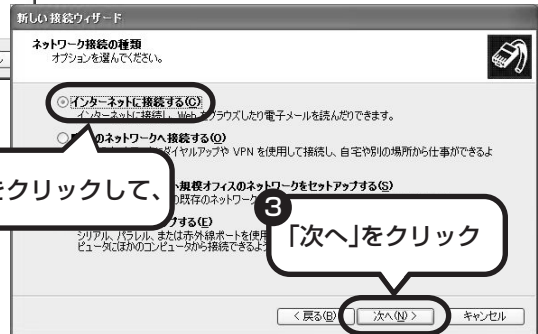 新しい接続ウィザード
ネットワーク接続の種類
オプションを選んでください。
インターネットに接続する(C)
インターネットに接続し、Web をブラウズしたり電子メールを読んだりできます。
のネットワークへ接続する(O)
ダイヤルアップや VPN を使用して接続し、自宅や別の場所から仕事ができるよ
をクリックして、
規模オフィスのネットワークをセットアップする(S)
の既存のネットワーク
❸
「次へ」をクリック
プする(E)
シリアル、パラレル、または赤外線ポートを使用
ピュータにほかのコンピュータから接続できるよ
< 戻る(B)
次へ(N) >
キャンセル